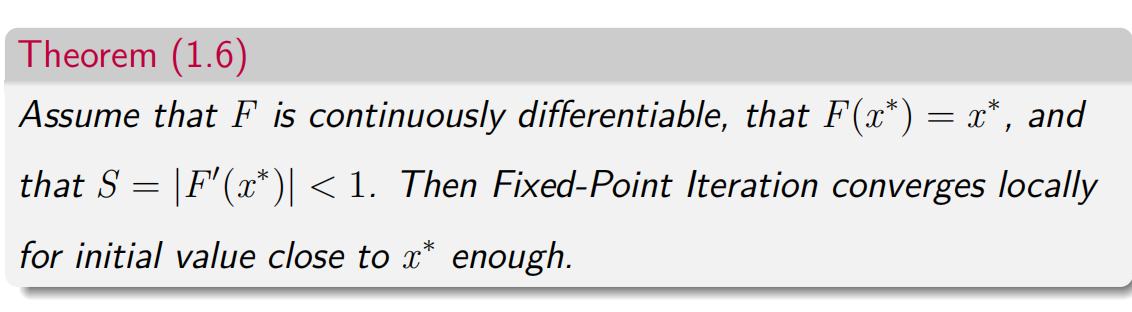 Theorem (1.6)
Assume that F is continuously differentiable, that F(x*) = x*, and
that S = |F′(x*)| < 1. Then Fixed-Point Iteration converges locally
for initial value close to x* enough.